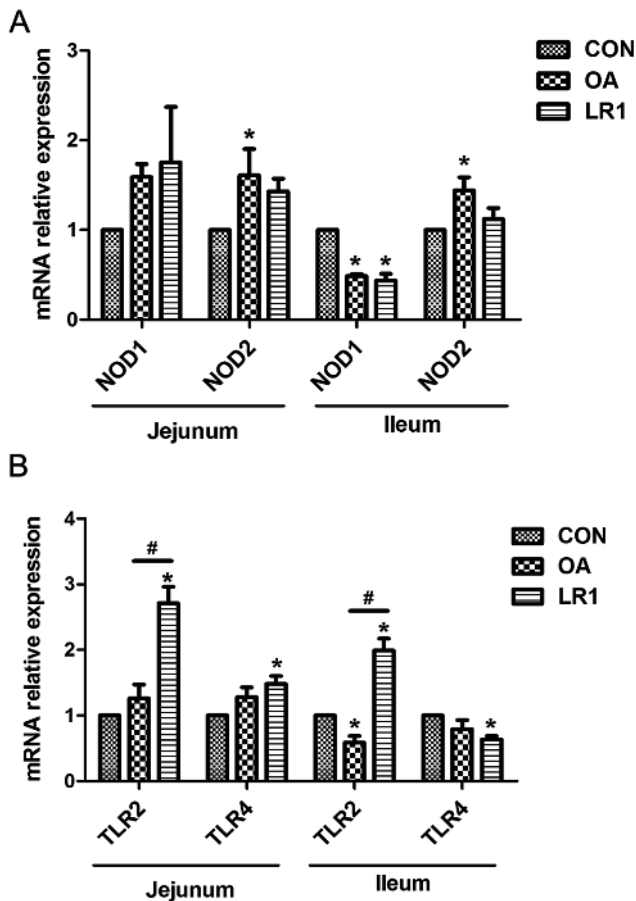 A
mRNA relative expression
3
2
1
0
CON
OA
LR1
*
*
*
*
NOD1
NOD2
NOD1
NOD2
Jejunum
Ileum
B
mRNA relative expression
4
3
2
1
0
CON
OA
LR1
#
*
*
#
*
*
*
TLR2
TLR4
TLR2
TLR4
Jejunum
Ileum